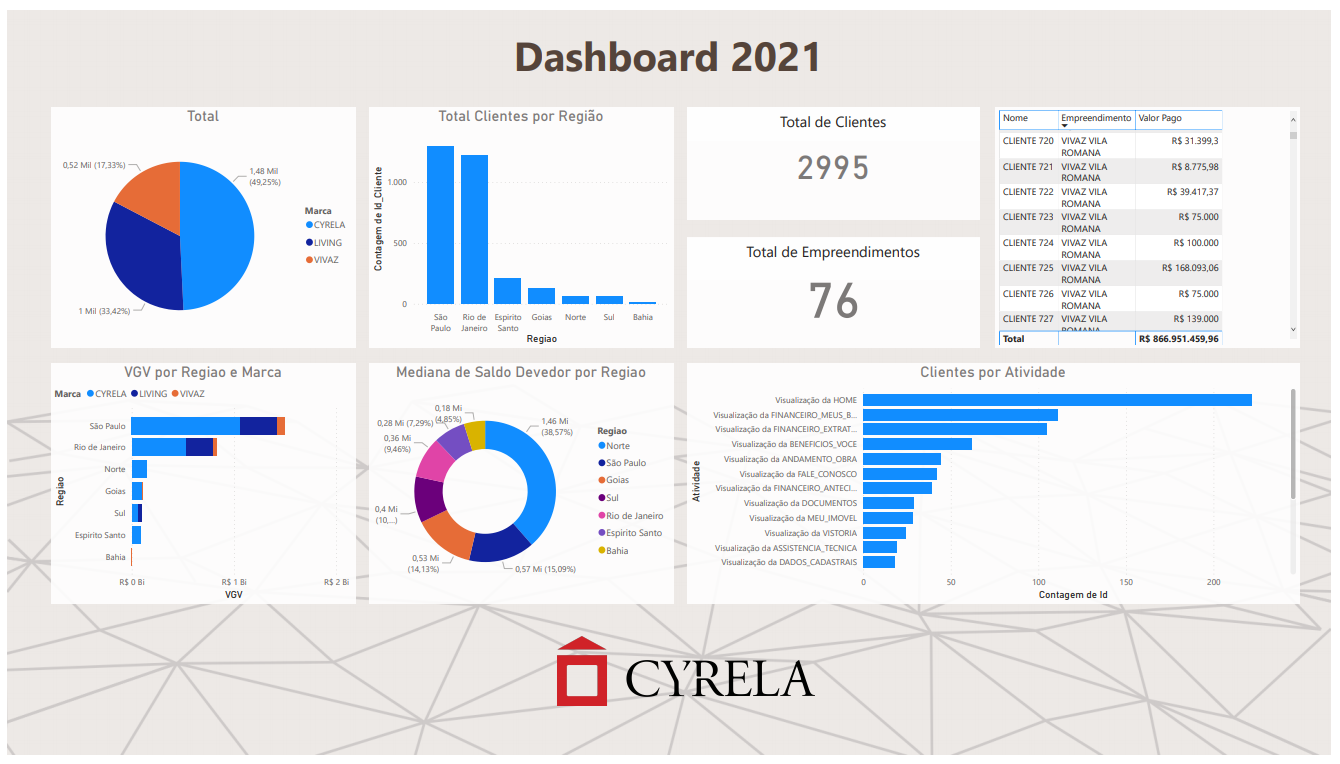 Dashboard 2021
Total
0,52 Mil (17,33%)
1,48 Mil
(49,25%)
1 Mil (33,42%)
Marca
CYRELA
LIVING
VIVAZ
Total Clientes por Região
Contagem de Id_Cliente
1.000
500
0
São
Paulo
Rio de
Janeiro
Espirito
Santo
Goias
Norte
Sul
Bahia
Regiao
Total de Clientes
2995
Total de Empreendimentos
76
Nome Empreendimento Valor Pago
CLIENTE 720 VIVAZ VILA R$ 31.399,3
ROMANA
CLIENTE 721 VIVAZ VILA R$ 8.775,98
ROMANA
CLIENTE 722 VIVAZ VILA R$ 39.417,37
ROMANA
CLIENTE 723 VIVAZ VILA R$ 75.000
ROMANA
CLIENTE 724 VIVAZ VILA R$ 100.000
ROMANA
CLIENTE 725 VIVAZ VILA R$ 168.093,06
ROMANA
CLIENTE 726 VIVAZ VILA R$ 75.000
ROMANA
CLIENTE 727 VIVAZ VILA R$ 139.000
ROMANA
Total R$ 866.951.459,96
VGV por Regiao e Marca
Marca CYRELA LIVING VIVAZ
Regiao
São Paulo
Rio de Janeiro
Norte
Goias
Sul
Espirito Santo
Bahia
R$ 0 Bi R$ 1 Bi R$ 2 Bi
VGV
Mediana de Saldo Devedor por Regiao
0,18 Mi
(4,85%)
0,28 Mi (7,29%)
0,36 Mi
(9,46%)
0,4 Mi
(10,...)
0,53 Mi
(14,13%)
0,57 Mi (15,09%)
1,46 Mi
(38,57%)
Regiao
Norte
São Paulo
Goias
Sul
Rio de Janeiro
Espirito Santo
Bahia
Clientes por Atividade
Atividade
Visualização da HOME
Visualização da FINANCEIRO_MEUS_B...
Visualização da FINANCEIRO_EXTRAT...
Visualização da BENEFICIOS_VOCE
Visualização da ANDAMENTO_OBRA
Visualização da FALE_CONOSCO
Visualização da FINANCEIRO_ANTECI...
Visualização da DOCUMENTOS
Visualização da MEU_IMOVEL
Visualização da VISTORIA
Visualização da ASSISTENCIA_TECNICA
Visualização da DADOS_CADASTRAIS
0 50 100 150 200
Contagem de Id
CYRELA